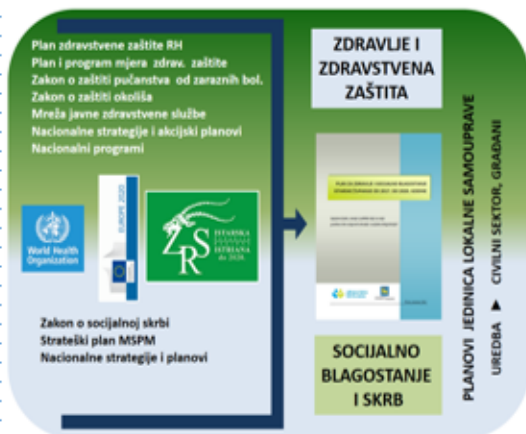 Plan zdravstvene zaštite RH
Plan i program mjera zdrav. zaštite
Zakon o zaštiti pučanstva od zaraznih bol.
Zakon o zaštiti okoliša
Mreža javne zdravstvene službe
Nacionalne strategije i akcijski planovi
Nacionalni programi
World Health
Organization
EUROPE 2020
ZRS
ISTARSKA
ISTRIANA
do 2020.
Zakon o socijalnoj skrbi
Strateški plan MSPM
Nacionalne strategije i planovi
ZDRAVLJE I
ZDRAVSTVENA
ZAŠTITA
SOCIJALNO
BLAGOSTANJE
I SKRB
PLANOVI JEDINICA LOKALNE SAMOUPRAVE
UREDBA ► CIVILNI SEKTOR, GRAĐANI